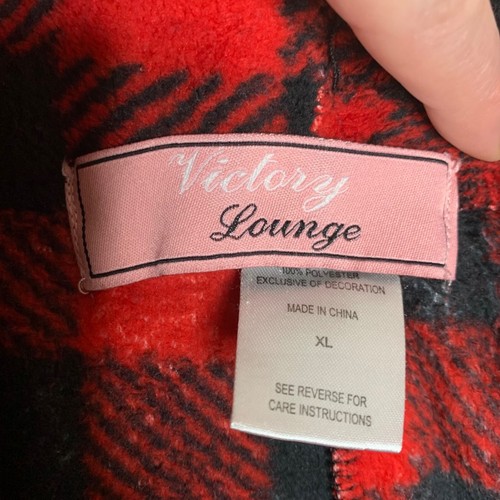 Victory
Lounge
100% POLYESTER
EXCLUSIVE OF DECORATION
MADE IN CHINA
XL
SEE REVERSE FOR
CARE INSTRUCTIONS